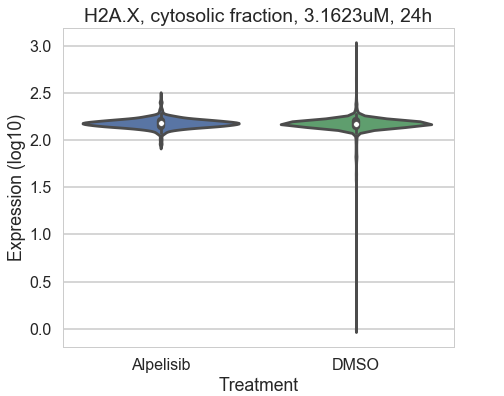 H2A.X, cytosolic fraction, 3.1623uM, 24h
3.0
2.5
2.0
1.5
1.0
0.5
0.0
Expression (log10)
Alpelisib
DMSO
Treatment